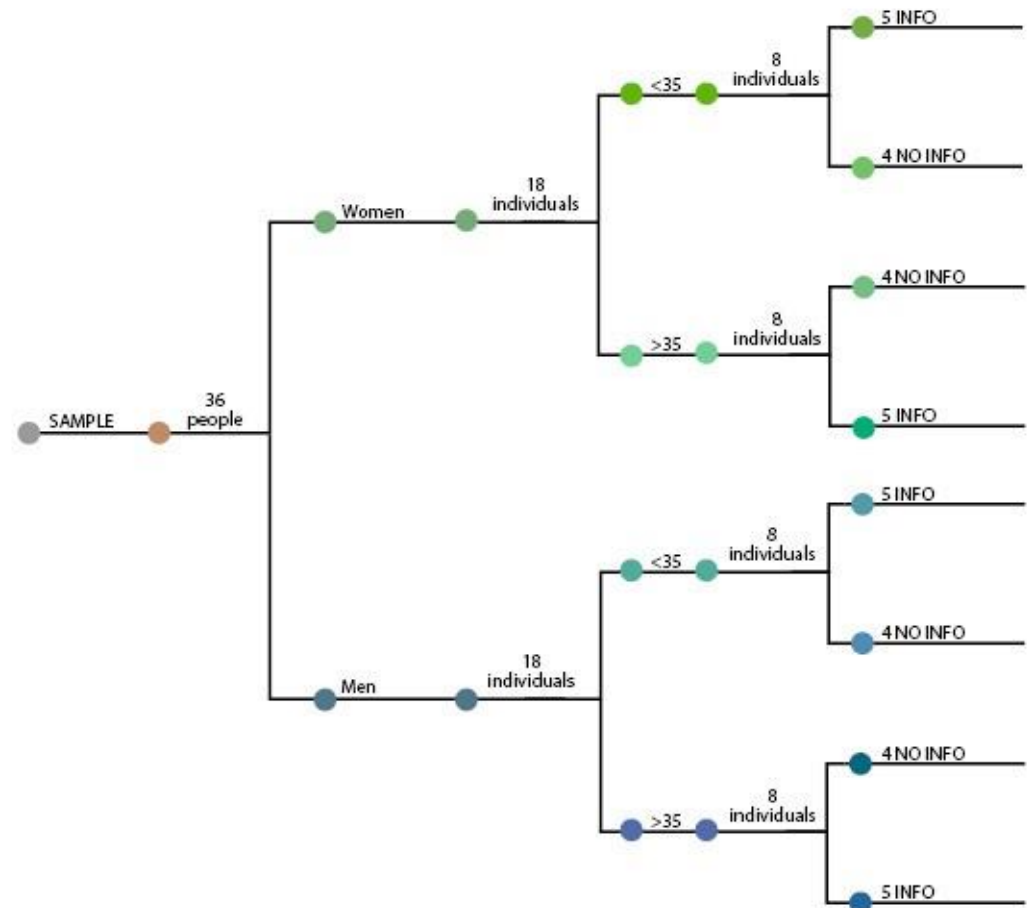 SAMPLE
36
people
Women
18
individuals
<35
8
individuals
5 INFO
4 NO INFO
>35
8
individuals
4 NO INFO
5 INFO
Men
18
individuals
<35
8
individuals
5 INFO
4 NO INFO
>35
8
individuals
4 NO INFO
5 INFO